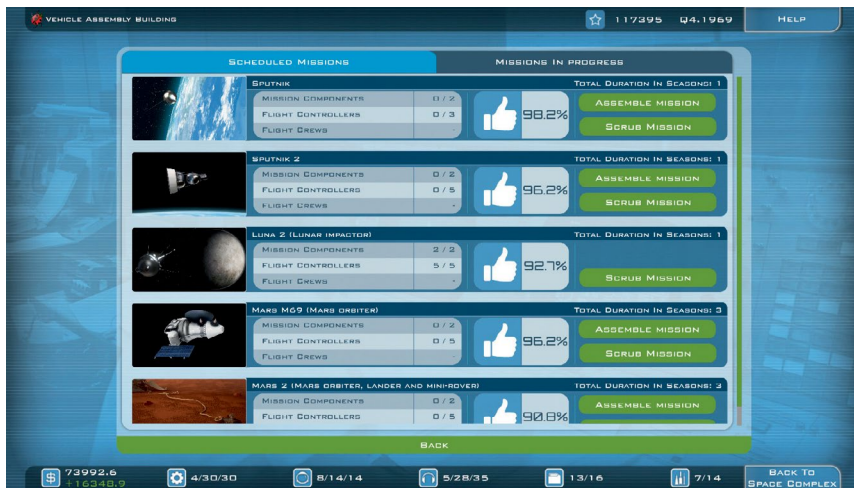 Vehicle Assembly Building
117395 Q4.1969 Help
Scheduled Missions Missions In progress
Sputnik Total Duration In Seasons: 1
Mission Components 0 / 2
Flight Controllers 0 / 3
Flight Crews -
98.2%
Assemble mission
Scrub Mission
Sputnik 2 Total Duration In Seasons: 1
Mission Components 0 / 2
Flight Controllers 0 / 5
Flight Crews -
96.2%
Assemble mission
Scrub Mission
Luna 2 (Lunar impactor) Total Duration In Seasons: 1
Mission Components 2 / 2
Flight Controllers 5 / 5
Flight Crews -
92.7%
Scrub Mission
Mars M69 (Mars orbiter) Total Duration In Seasons: 3
Mission Components 0 / 2
Flight Controllers 0 / 5
Flight Crews -
96.2%
Assemble mission
Scrub Mission
Mars 2 (Mars orbiter, lander and mini-rover) Total Duration In Seasons: 3
Mission Components 0 / 2
Flight Controllers 0 / 5
90.8%
Assemble mission
Back
$ 73992.6
+16348.9
4/30/30
8/14/14
5/28/35
13/16
7/14
Back To
Space Complex